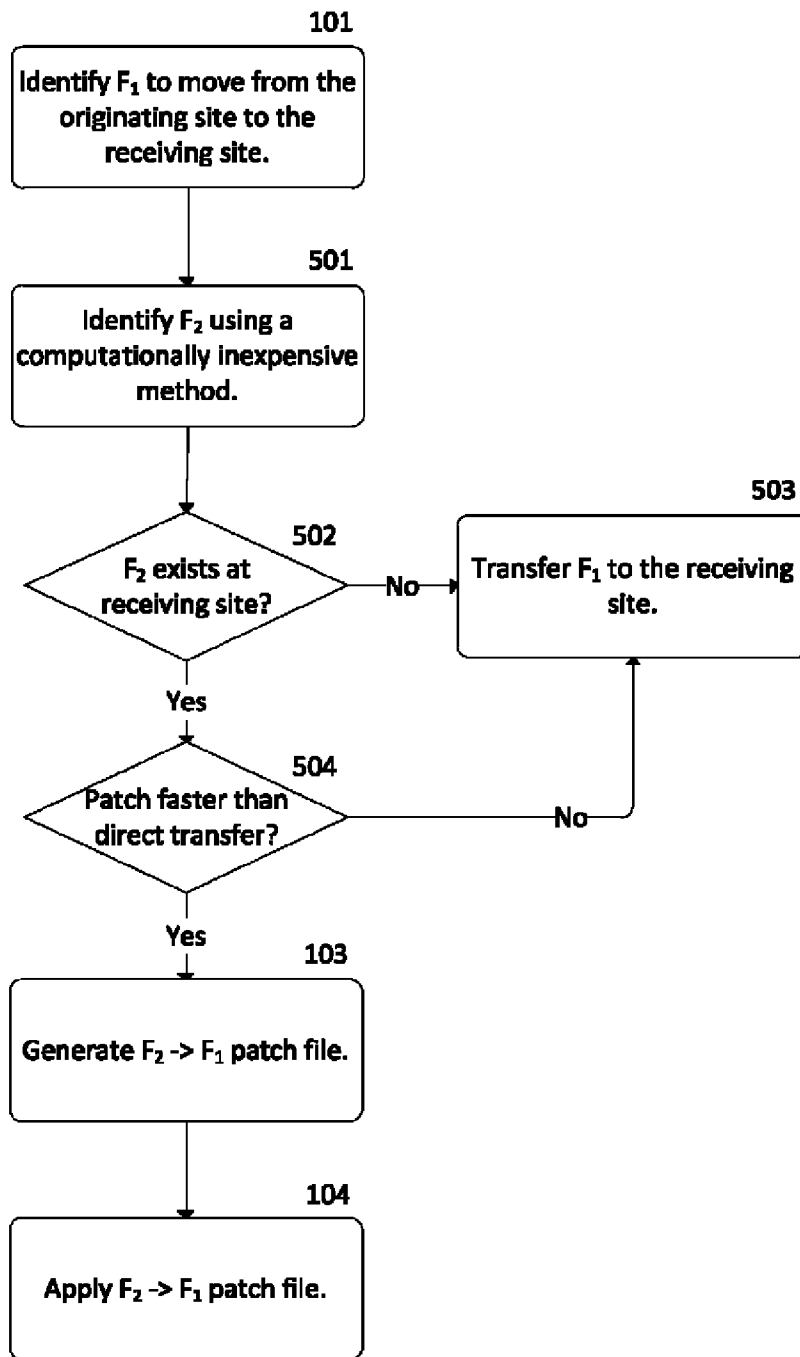 101
Identify F₁ to move from the
originating site to the
receiving site.
501
Identify F₂ using a
computationally inexpensive
method.
502
F₂ exists at
receiving site?
No
503
Transfer F₁ to the receiving
site.
Yes
504
Patch faster than
direct transfer?
No
Yes
103
Generate F₂ -> F₁ patch file.
104
Apply F₂ -> F₁ patch file.